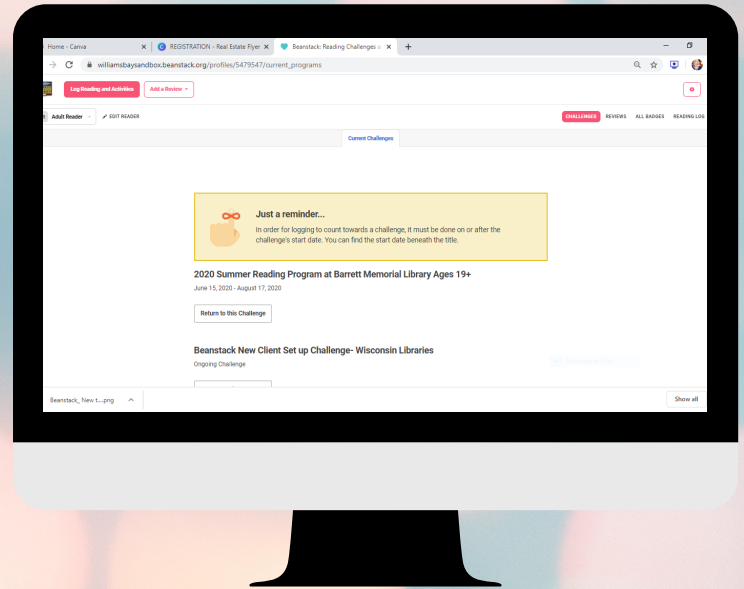 Home - Canva
REGISTRATION - Real Estate Flyer
Beanstack: Reading Challenges a
williamsbaysandbox.beanstack.org/profiles/5479547/current_programs
Log Reading and Activities
Add a Review
Adult Reader
EDIT READER
CHALLENGES
REVIEWS
ALL BADGES
READING LOG
Current Challenges
Just a reminder...
In order for logging to count towards a challenge, it must be done on or after the
challenge's start date. You can find the start date beneath the title.
2020 Summer Reading Program at Barrett Memorial Library Ages 19+
June 15, 2020 - August 17, 2020
Return to this Challenge
Beanstack New Client Set up Challenge- Wisconsin Libraries
Ongoing Challenge
Beanstack_ New t....png
Show all